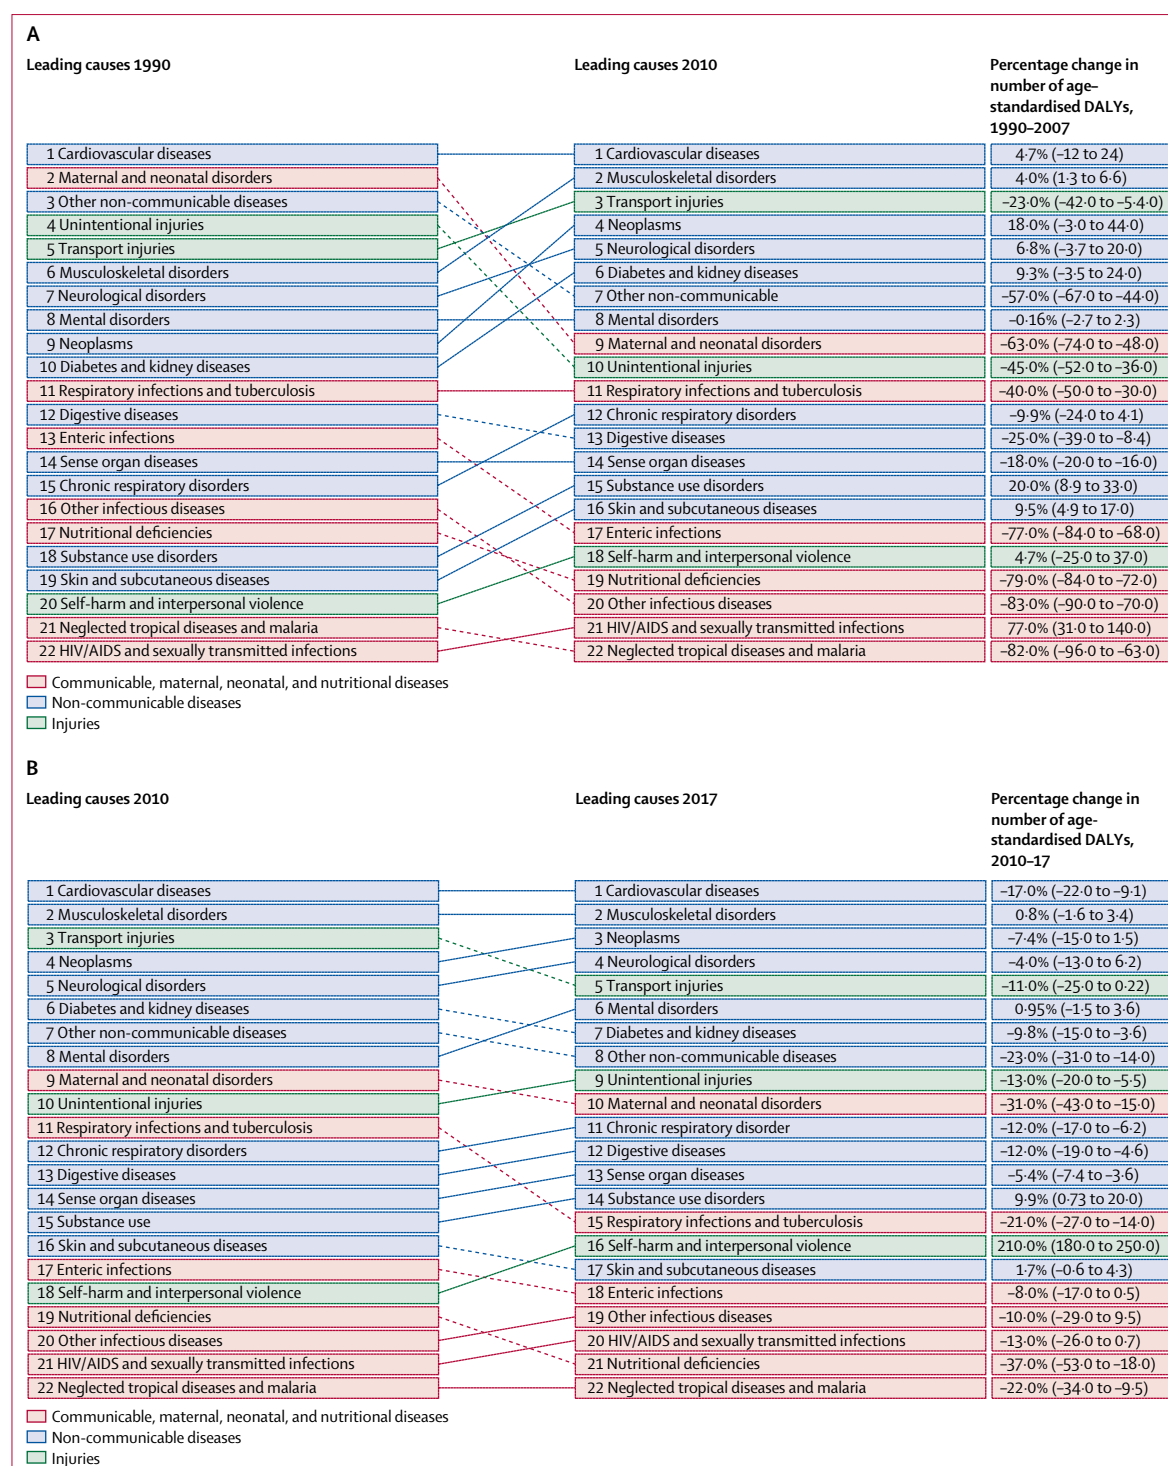 A
Leading causes 1990
Leading causes 2010
Percentage change in
number of age–
standardised DALYs,
1990–2007
1 Cardiovascular diseases
1 Cardiovascular diseases
4·7% (–12 to 24)
2 Maternal and neonatal disorders
2 Musculoskeletal disorders
4·0% (1·3 to 6·6)
3 Other non-communicable diseases
3 Transport injuries
–23·0% (–42·0 to –5·4·0)
4 Unintentional injuries
4 Neoplasms
18·0% (–3·0 to 44·0)
5 Transport injuries
5 Neurological disorders
6·8% (–3·7 to 20·0)
6 Musculoskeletal disorders
6 Diabetes and kidney diseases
9·3% (–3·5 to 24·0)
7 Neurological disorders
7 Other non-communicable
–57·0% (–67·0 to –44·0)
8 Mental disorders
8 Mental disorders
–0·16% (–2·7 to 2·3)
9 Neoplasms
9 Maternal and neonatal disorders
–63·0% (–74·0 to –48·0)
10 Diabetes and kidney diseases
10 Unintentional injuries
–45·0% (–52·0 to –36·0)
11 Respiratory infections and tuberculosis
11 Respiratory infections and tuberculosis
–40·0% (–50·0 to –30·0)
12 Digestive diseases
12 Chronic respiratory disorders
–9·9% (–24·0 to 4·1)
13 Enteric infections
13 Digestive diseases
–25·0% (–39·0 to –8·4)
14 Sense organ diseases
14 Sense organ diseases
–18·0% (–20·0 to –16·0)
15 Chronic respiratory disorders
15 Substance use disorders
20·0% (8·9 to 33·0)
16 Other infectious diseases
16 Skin and subcutaneous diseases
9·5% (4·9 to 17·0)
17 Nutritional deficiencies
17 Enteric infections
–77·0% (–84·0 to –68·0)
18 Substance use disorders
18 Self-harm and interpersonal violence
4·7% (–25·0 to 37·0)
19 Skin and subcutaneous diseases
19 Nutritional deficiencies
–79·0% (–84·0 to –72·0)
20 Self-harm and interpersonal violence
20 Other infectious diseases
–83·0% (–90·0 to –70·0)
21 Neglected tropical diseases and malaria
21 HIV/AIDS and sexually transmitted infections
77·0% (31·0 to 140·0)
22 HIV/AIDS and sexually transmitted infections
22 Neglected tropical diseases and malaria
–82·0% (–96·0 to –63·0)
Communicable, maternal, neonatal, and nutritional diseases
Non-communicable diseases
Injuries
B
Leading causes 2010
Leading causes 2017
Percentage change in
number of age-
standardised DALYs,
2010–17
1 Cardiovascular diseases
1 Cardiovascular diseases
–17·0% (–22·0 to –9·1)
2 Musculoskeletal disorders
2 Musculoskeletal disorders
0·8% (–1·6 to 3·4)
3 Transport injuries
3 Neoplasms
–7·4% (–15·0 to 1·5)
4 Neoplasms
4 Neurological disorders
–4·0% (–13·0 to 6·2)
5 Neurological disorders
5 Transport injuries
–11·0% (–25·0 to 0·22)
6 Diabetes and kidney diseases
6 Mental disorders
0·95% (–1·5 to 3·6)
7 Other non-communicable diseases
7 Diabetes and kidney diseases
–9·8% (–15·0 to –3·6)
8 Mental disorders
8 Other non-communicable diseases
–23·0% (–31·0 to –14·0)
9 Maternal and neonatal disorders
9 Unintentional injuries
–13·0% (–20·0 to –5·5)
10 Unintentional injuries
10 Maternal and neonatal disorders
–31·0% (–43·0 to –15·0)
11 Respiratory infections and tuberculosis
11 Chronic respiratory disorder
–12·0% (–17·0 to –6·2)
12 Chronic respiratory disorders
12 Digestive diseases
–12·0% (–19·0 to –4·6)
13 Digestive diseases
13 Sense organ diseases
–5·4% (–7·4 to –3·6)
14 Sense organ diseases
14 Substance use disorders
9·9% (0·73 to 20·0)
15 Substance use
15 Respiratory infections and tuberculosis
–21·0% (–27·0 to –14·0)
16 Skin and subcutaneous diseases
16 Self-harm and interpersonal violence
210·0% (180·0 to 250·0)
17 Enteric infections
17 Skin and subcutaneous diseases
1·7% (–0·6 to 4·3)
18 Self-harm and interpersonal violence
18 Enteric infections
–8·0% (–17·0 to 0·5)
19 Nutritional deficiencies
19 Other infectious diseases
–10·0% (–29·0 to 9·5)
20 Other infectious diseases
20 HIV/AIDS and sexually transmitted infections
–13·0% (–26·0 to 0·7)
21 HIV/AIDS and sexually transmitted infections
21 Nutritional deficiencies
–37·0% (–53·0 to –18·0)
22 Neglected tropical diseases and malaria
22 Neglected tropical diseases and malaria
–22·0% (–34·0 to –9·5)
Communicable, maternal, neonatal, and nutritional diseases
Non-communicable diseases
Injuries